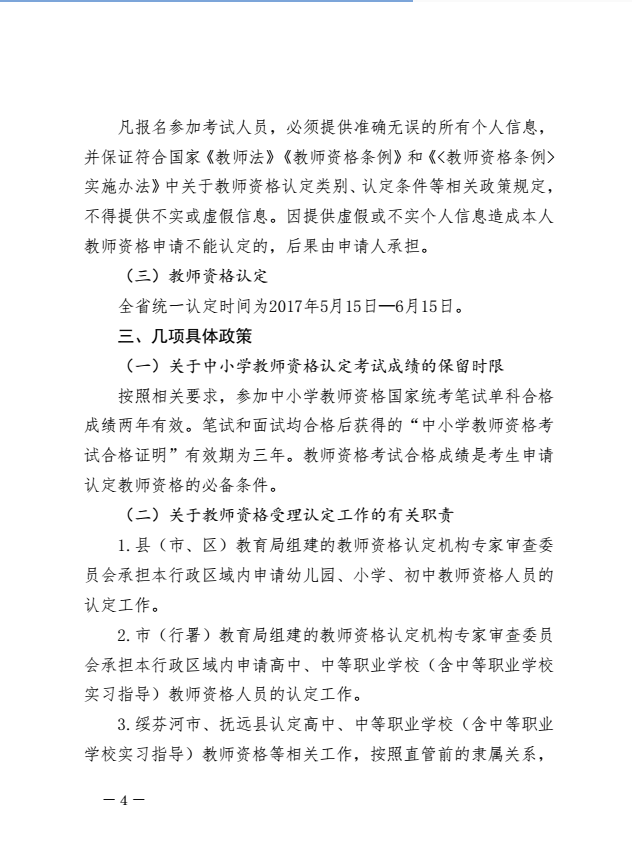 凡报名参加考试人员，必须提供准确无误的所有个人信息，
并保证符合国家《教师法》《教师资格条例》和《<教师资格条例>
实施办法》中关于教师资格认定类别、认定条件等相关政策规定，
不得提供不实或虚假信息。因提供虚假或不实个人信息造成本人
教师资格申请不能认定的，后果由申请人承担。
（三）教师资格认定
全省统一认定时间为2017年5月15日—6月15日。
三、几项具体政策
（一）关于中小学教师资格认定考试成绩的保留时限
按照相关要求，参加中小学教师资格国家统考笔试单科合格
成绩两年有效。笔试和面试均合格后获得的“中小学教师资格考
试合格证明”有效期为三年。教师资格考试合格成绩是考生申请
认定教师资格的必备条件。
（二）关于教师资格受理认定工作的有关职责
1.县（市、区）教育局组建的教师资格认定机构专家审查委
员会承担本行政区域内申请幼儿园、小学、初中教师资格人员的
认定工作。
2.市（行署）教育局组建的教师资格认定机构专家审查委员
会承担本行政区域内申请高中、中等职业学校（含中等职业学校
实习指导）教师资格人员的认定工作。
3.绥芬河市、抚远县认定高中、中等职业学校（含中等职业
学校实习指导）教师资格等相关工作，按照直管前的隶属关系，
— 4 —